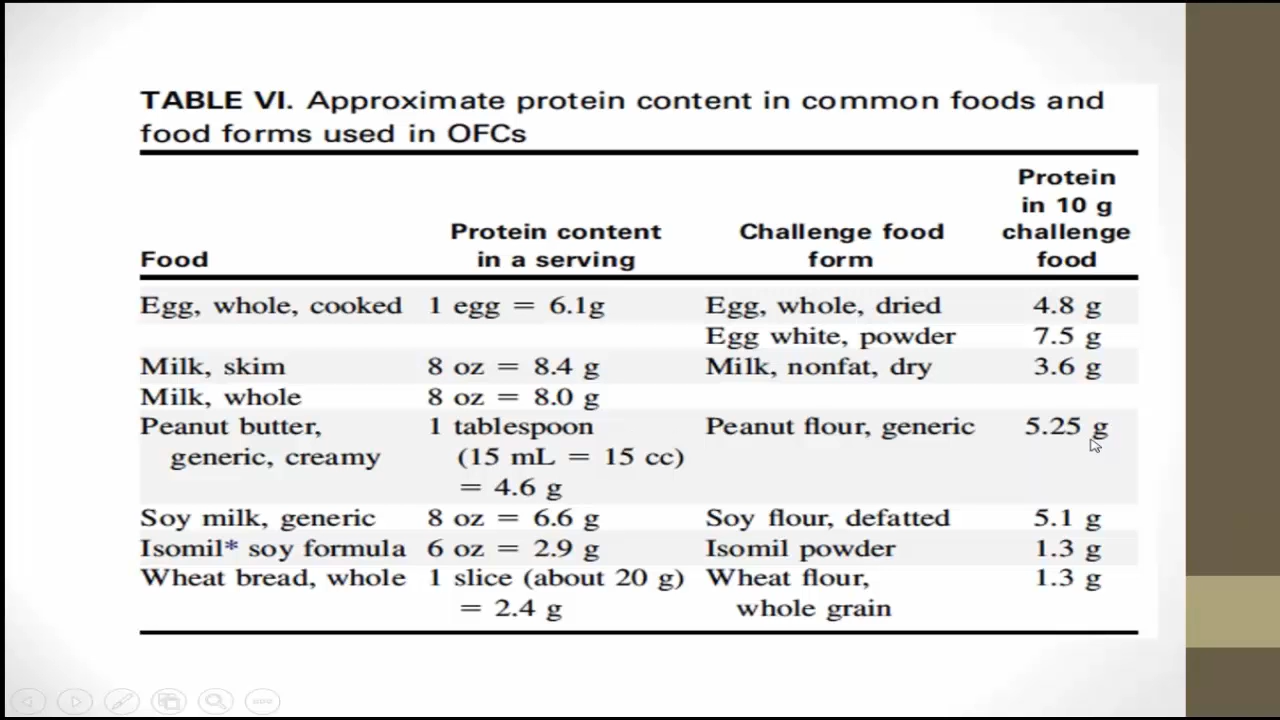 TABLE VI. Approximate protein content in common foods and
food forms used in OFCs
Food
Protein content
in a serving
Challenge food
form
Protein
in 10 g
challenge
food
Egg, whole, cooked 1 egg = 6.1g Egg, whole, dried 4.8 g
Egg white, powder 7.5 g
Milk, skim 8 oz = 8.4 g Milk, nonfat, dry 3.6 g
Milk, whole 8 oz = 8.0 g
Peanut butter, 1 tablespoon Peanut flour, generic 5.25 g
generic, creamy (15 mL = 15 cc)
= 4.6 g
Soy milk, generic 8 oz = 6.6 g Soy flour, defatted 5.1 g
Isomil* soy formula 6 oz = 2.9 g Isomil powder 1.3 g
Wheat bread, whole 1 slice (about 20 g) Wheat flour, 1.3 g
= 2.4 g whole grain